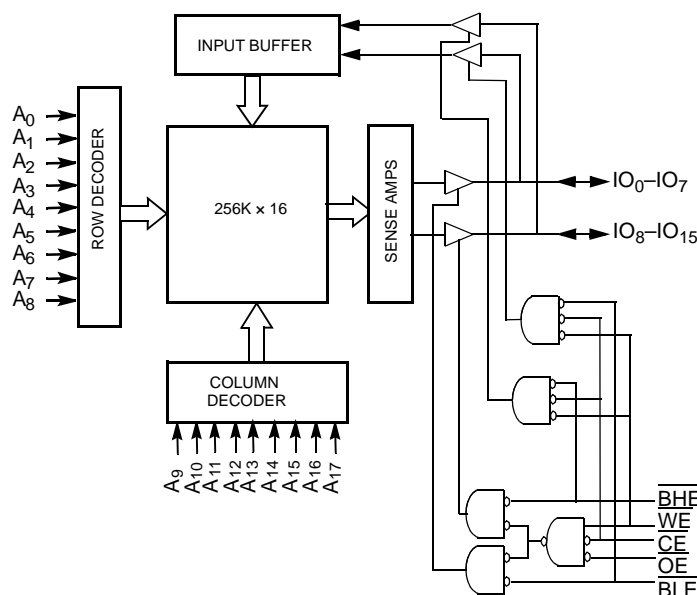 INPUT BUFFER
A0
A1
A2
A3
A4
A5
A6
A7
A8
ROW DECODER
256K × 16
SENSE AMPS
IO0–IO7
IO8–IO15
COLUMN
DECODER
A9
A10
A11
A12
A13
A14
A15
A16
A17
BHE
WE
CE
OE
BLE